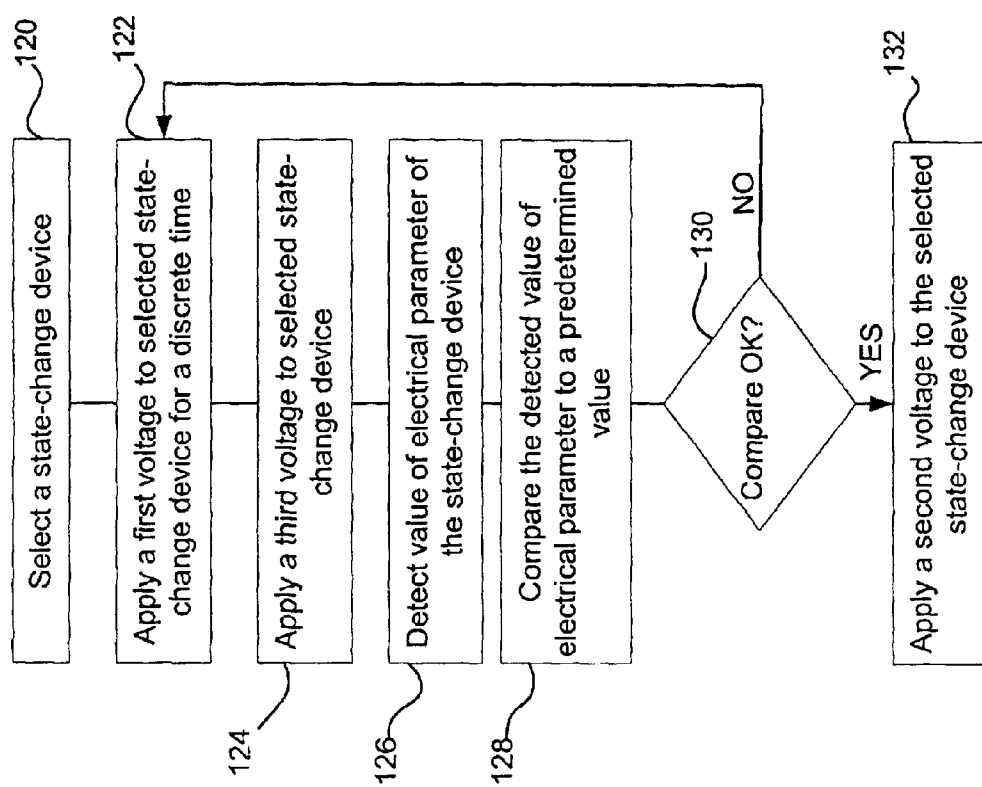 120
Select a state-change device
122
Apply a first voltage to selected state-
change device for a discrete time
124
Apply a third voltage to selected state-
change device
126
Detect value of electrical parameter of
the state-change device
128
Compare the detected value of
electrical parameter to a predetermined
value
130
Compare OK?
NO
YES
132
Apply a second voltage to the selected
state-change device